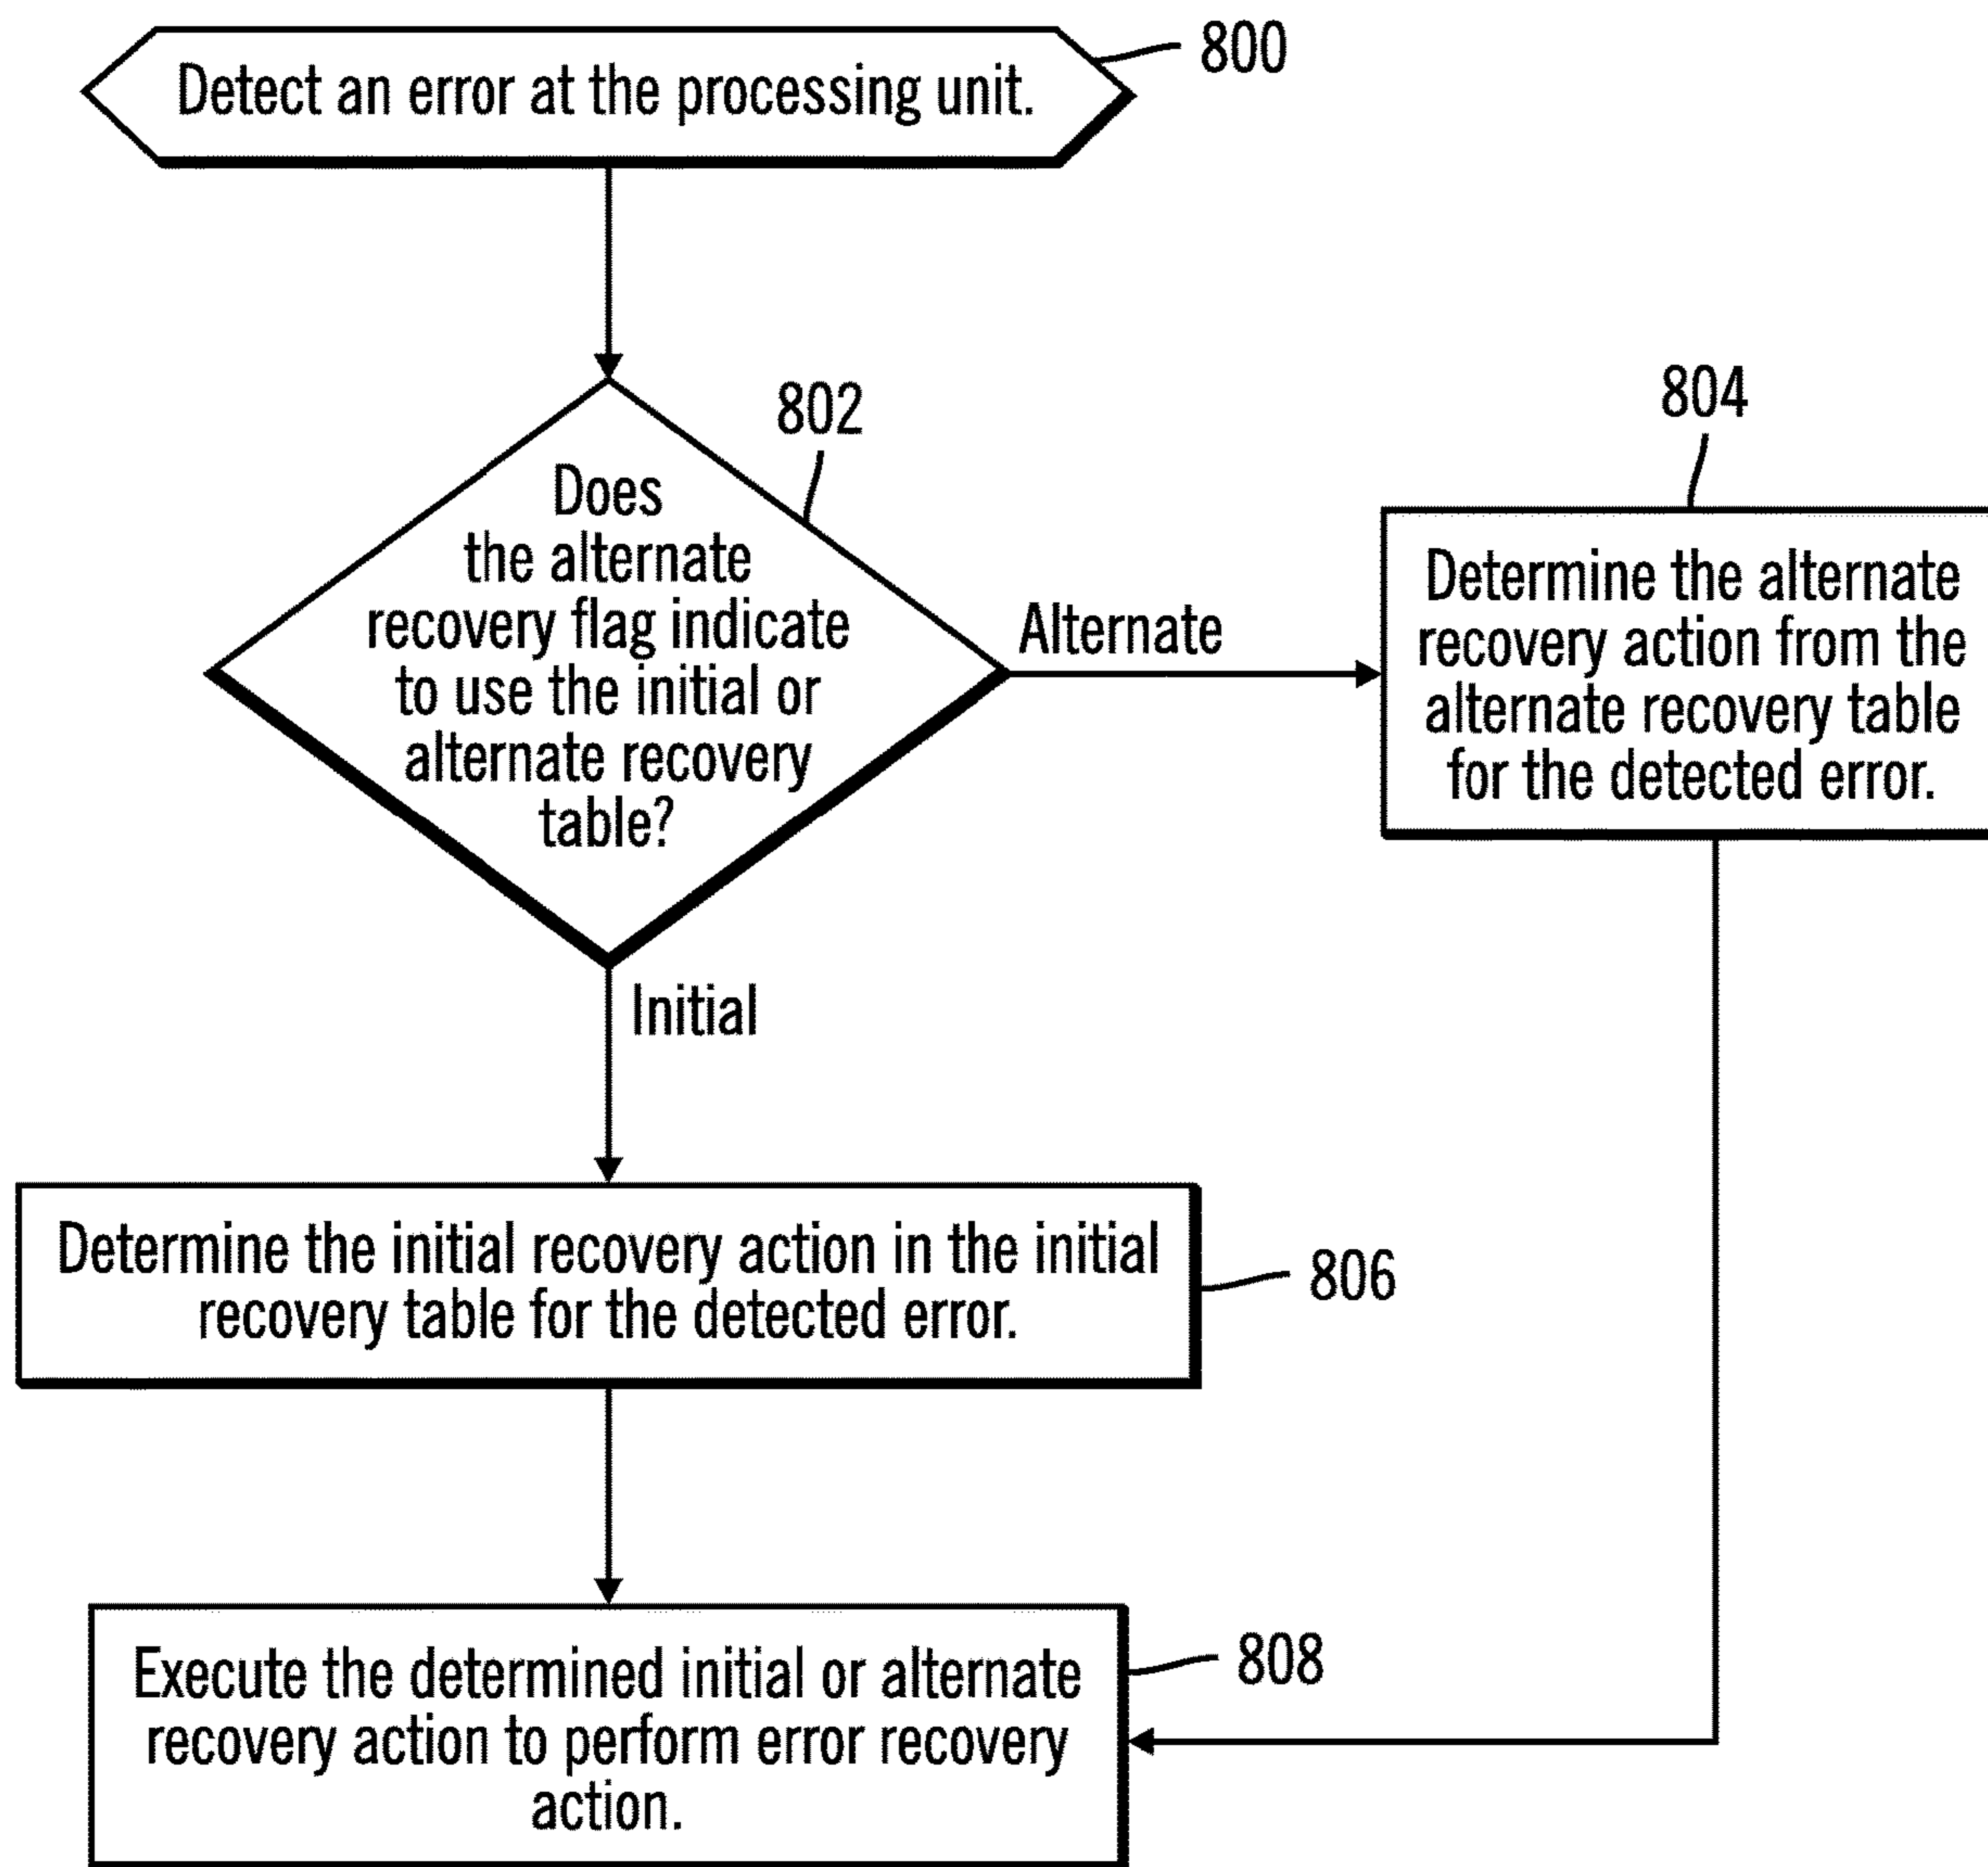 Detect an error at the processing unit.
800
802
Does
the alternate
recovery flag indicate
to use the initial or
alternate recovery
table?
Alternate
804
Determine the alternate
recovery action from the
alternate recovery table
for the detected error.
Initial
Determine the initial recovery action in the initial
recovery table for the detected error.
806
Execute the determined initial or alternate
recovery action to perform error recovery
action.
808